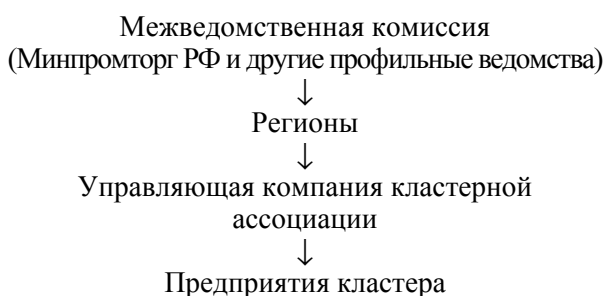 Межведомственная комиссия
(Минпромторг РФ и другие профильные ведомства)
↓
Регионы
↓
Управляющая компания кластерной
ассоциации
↓
Предприятия кластера